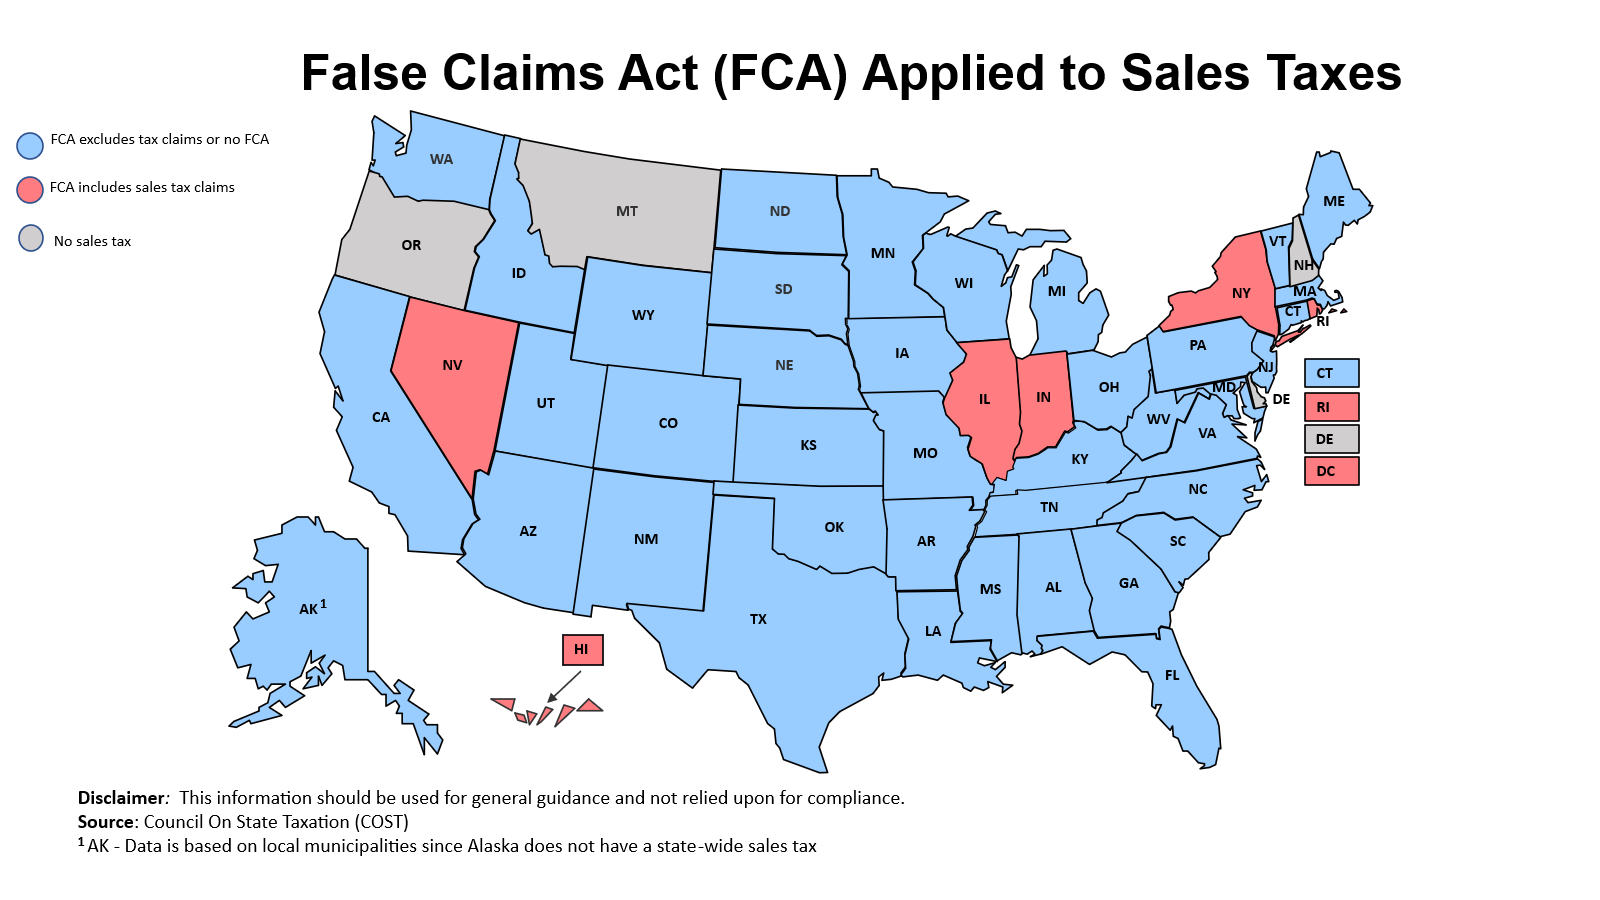 False Claims Act (FCA) Applied to Sales Taxes
FCA excludes tax claims or no FCA
FCA includes sales tax claims
No sales tax
WA
OR
MT
ID
ND
SD
WY
NE
MN
WI
MI
IA
CA
NV
UT
CO
KS
MO
IL
IN
OH
KY
WV
VA
PA
NY
VT
NH
ME
MA
CT
RI
NJ
MD
DE
CT
RI
DE
DC
AZ
NM
OK
AR
TN
NC
SC
TX
LA
MS
AL
GA
FL
AK 1
HI
Disclaimer: This information should be used for general guidance and not relied upon for compliance.
Source: Council On State Taxation (COST)
1 AK - Data is based on local municipalities since Alaska does not have a state-wide sales tax